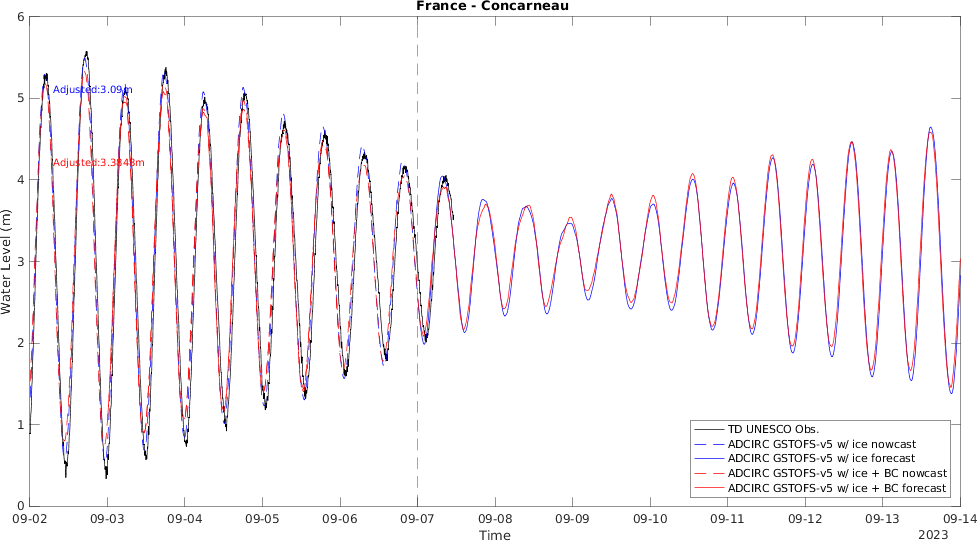 France - Concarneau
6
5
4
3
2
1
0
Water Level (m)
Adjusted:3.09m
Adjusted:3.3848m
TD UNESCO Obs.
ADCIRC GSTOFS-v5 w/ ice nowcast
ADCIRC GSTOFS-v5 w/ ice forecast
ADCIRC GSTOFS-v5 w/ ice + BC nowcast
ADCIRC GSTOFS-v5 w/ ice + BC forecast
09-02 09-03 09-04 09-05 09-06 09-07 09-08 09-09 09-10 09-11 09-12 09-13 09-14
Time
2023